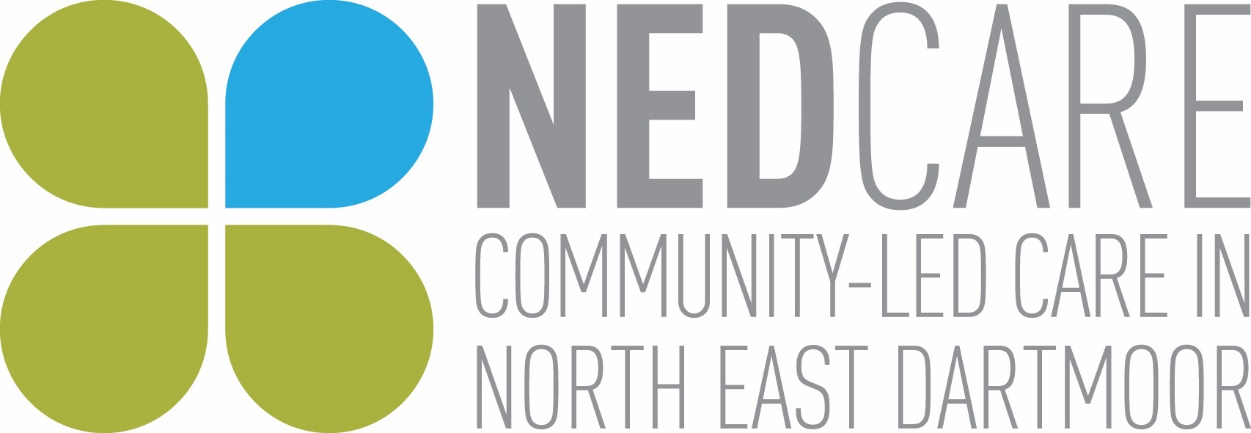 NEDCARE
COMMUNITY-LED CARE IN
NORTH EAST DARTMOOR